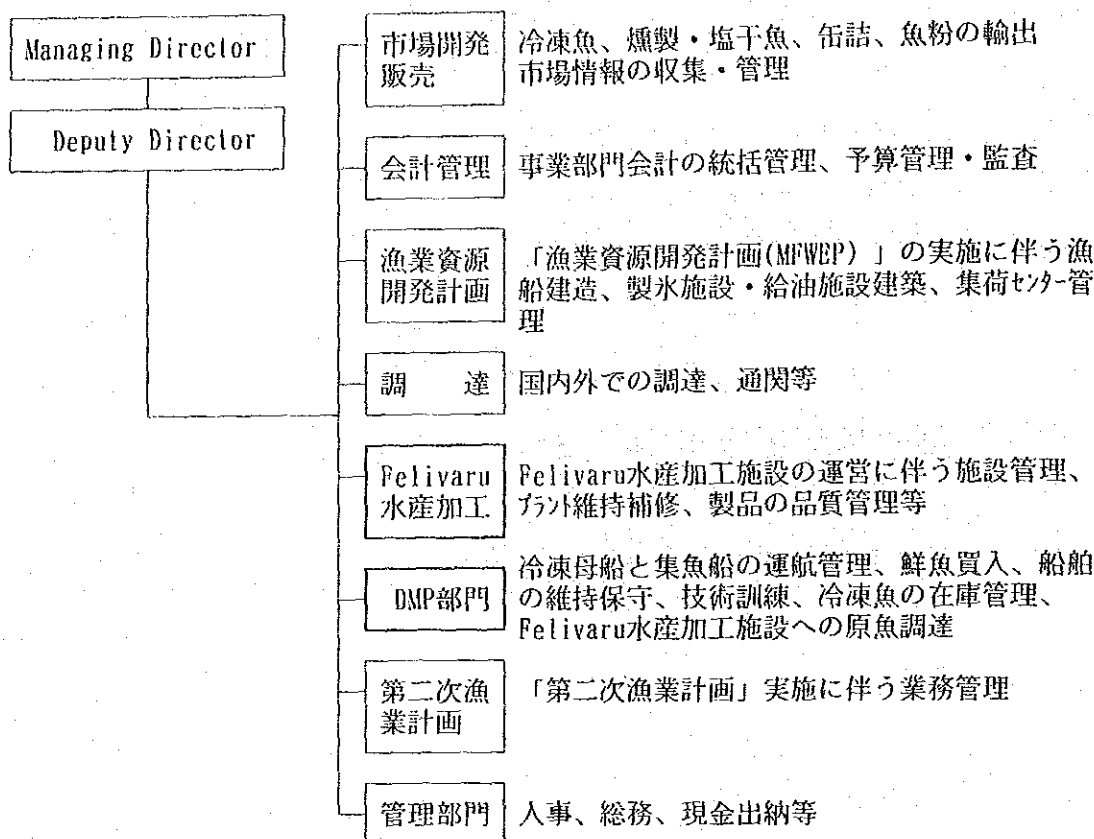 Managing Director
Deputy Director
市場開発
販売
冷凍魚、燻製・塩干魚、缶詰、魚粉の輸出
市場情報の収集・管理
会計管理
事業部門会計の統括管理、予算管理・監査
漁業資源
開発計画
「漁業資源開発計画(MFWEP)」の実施に伴う漁
船建造、製氷施設・給油施設建築、集荷センター管
理
調 達
国内外での調達、通関等
Felivaru
水産加工
Felivaru水産加工施設の運営に伴う施設管理、
プラント維持補修、製品の品質管理等
DMP部門
冷凍母船と集魚船の運航管理、鮮魚買入、船舶
の維持保守、技術訓練、冷凍魚の在庫管理、
Felivaru水産加工施設への原魚調達
第二次漁
業計画
「第二次漁業計画」実施に伴う業務管理
管理部門
人事、総務、現金出納等